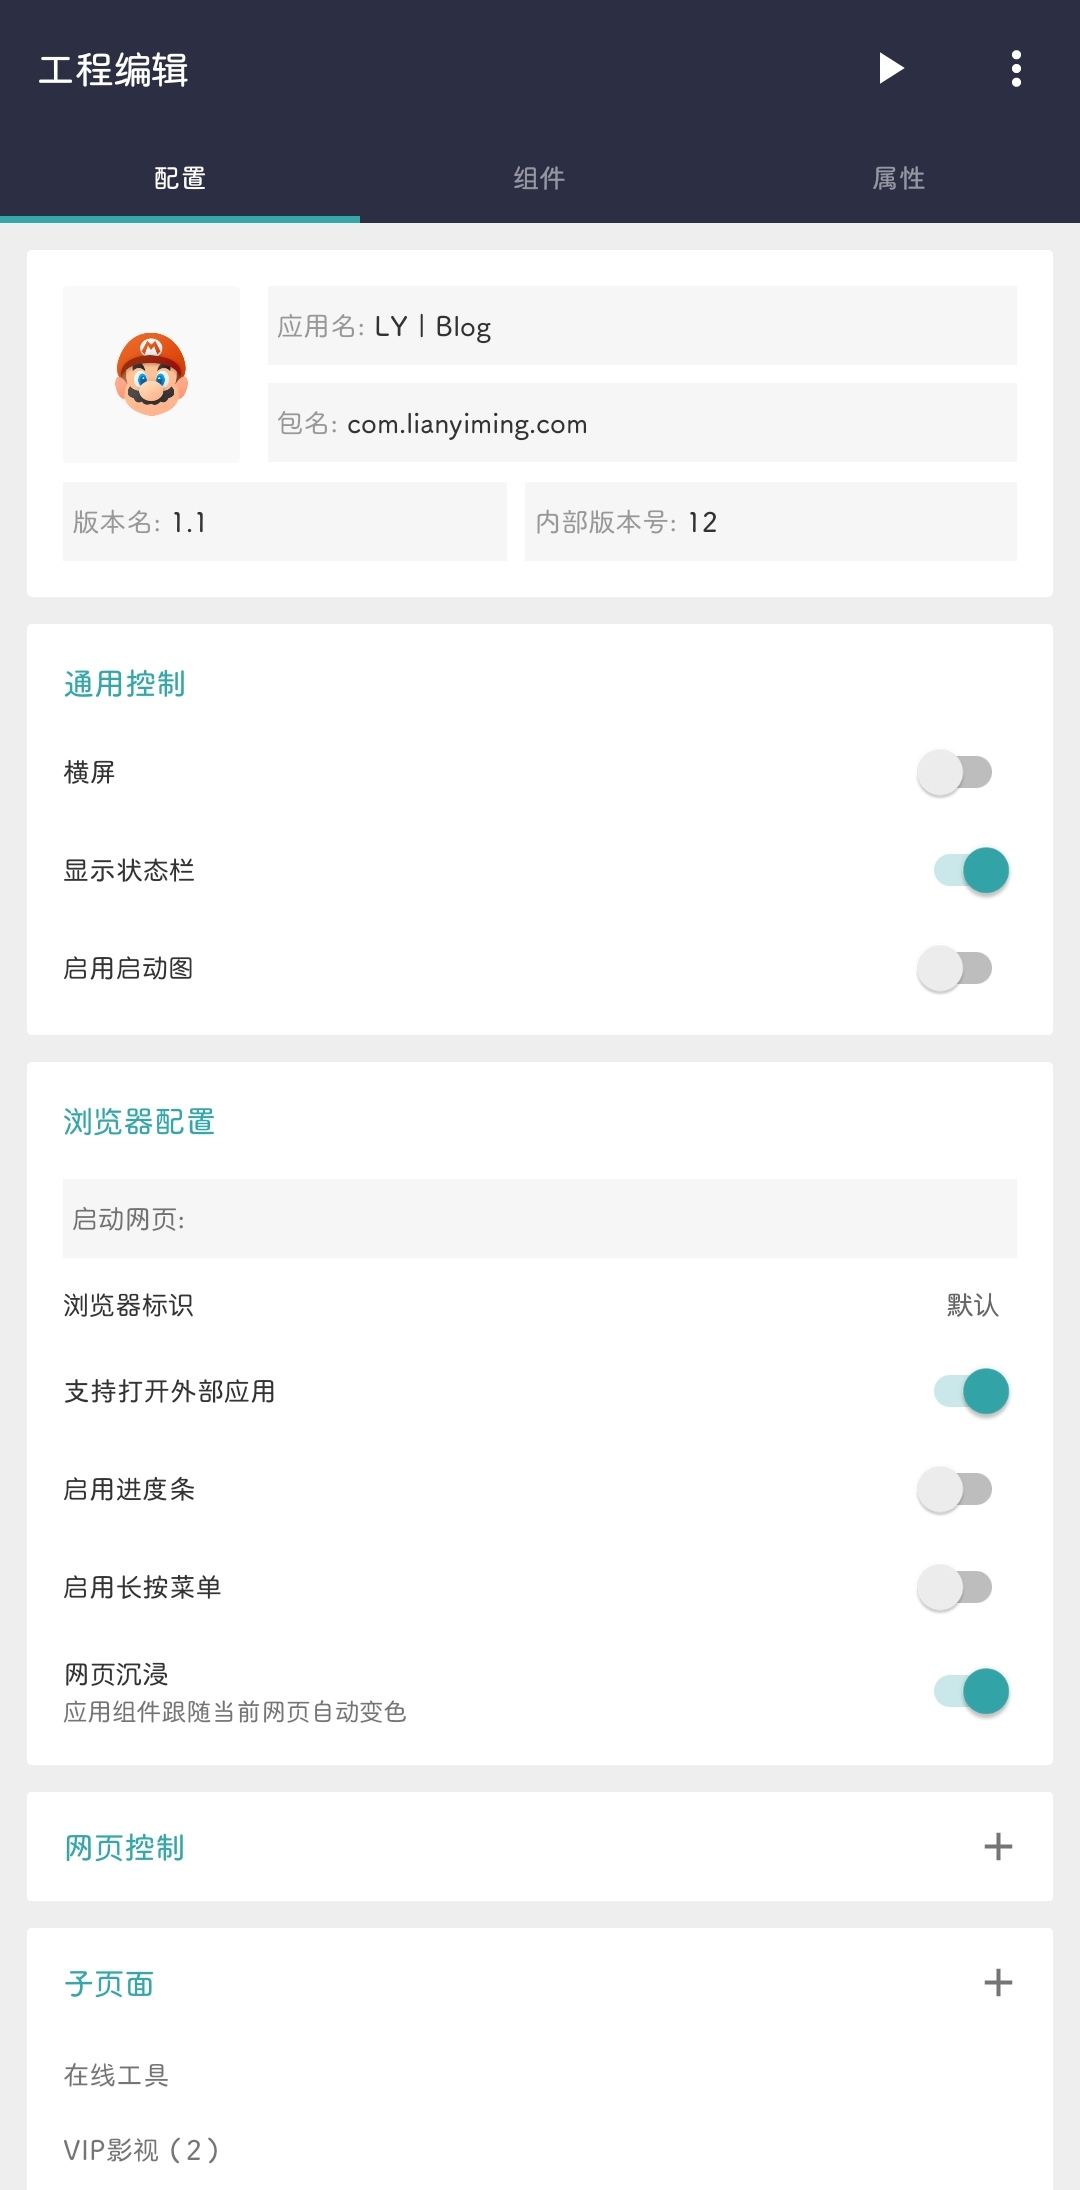 工程编辑
配置 组件 属性
应用名: LY | Blog
包名: com.lianyiming.com
版本名: 1.1 内部版本号: 12
通用控制
横屏
显示状态栏
启用启动图
浏览器配置
启动网页:
浏览器标识 默认
支持打开外部应用
启用进度条
启用长按菜单
网页沉浸
应用组件跟随当前网页自动变色
网页控制
子页面
在线工具
VIP影视（2）